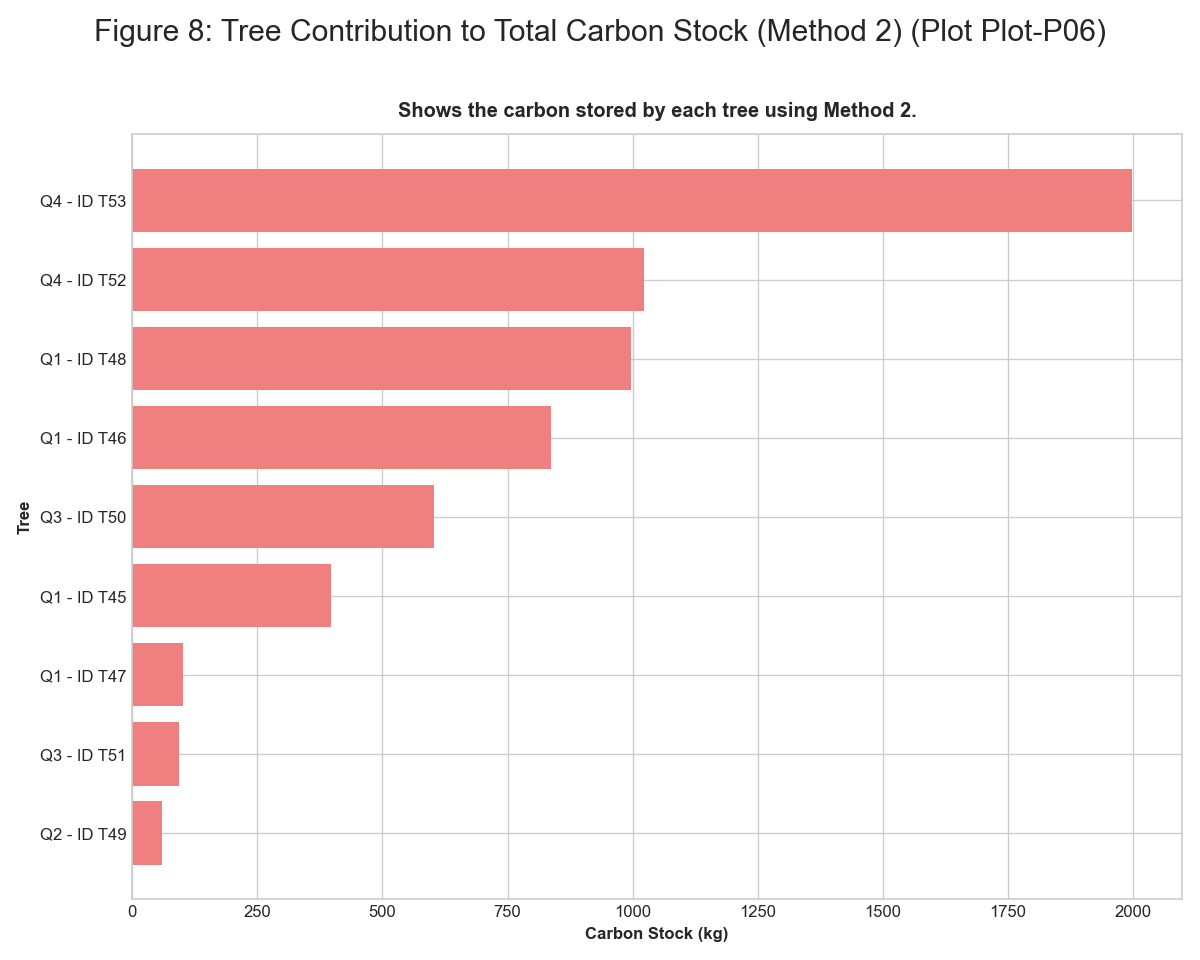 Figure 8: Tree Contribution to Total Carbon Stock (Method 2) (Plot Plot-P06)
Shows the carbon stored by each tree using Method 2.
Tree
Q4 - ID T53
Q4 - ID T52
Q1 - ID T48
Q1 - ID T46
Q3 - ID T50
Q1 - ID T45
Q1 - ID T47
Q3 - ID T51
Q2 - ID T49
0 250 500 750 1000 1250 1500 1750 2000
Carbon Stock (kg)